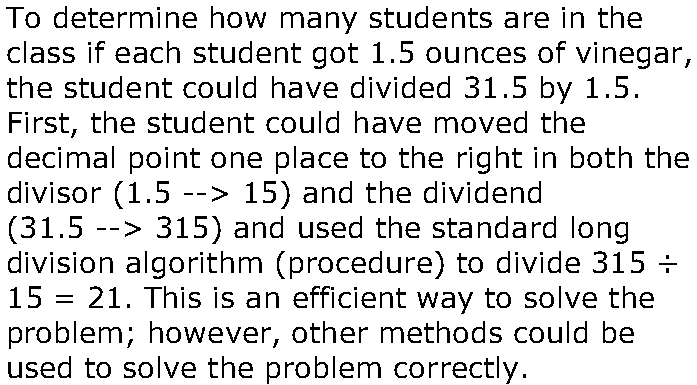 To determine how many students are in the
class if each student got 1.5 ounces of vinegar,
the student could have divided 31.5 by 1.5.
First, the student could have moved the
decimal point one place to the right in both the
divisor (1.5 --> 15) and the dividend
(31.5 --> 315) and used the standard long
division algorithm (procedure) to divide 315 ÷
15 = 21. This is an efficient way to solve the
problem; however, other methods could be
used to solve the problem correctly.